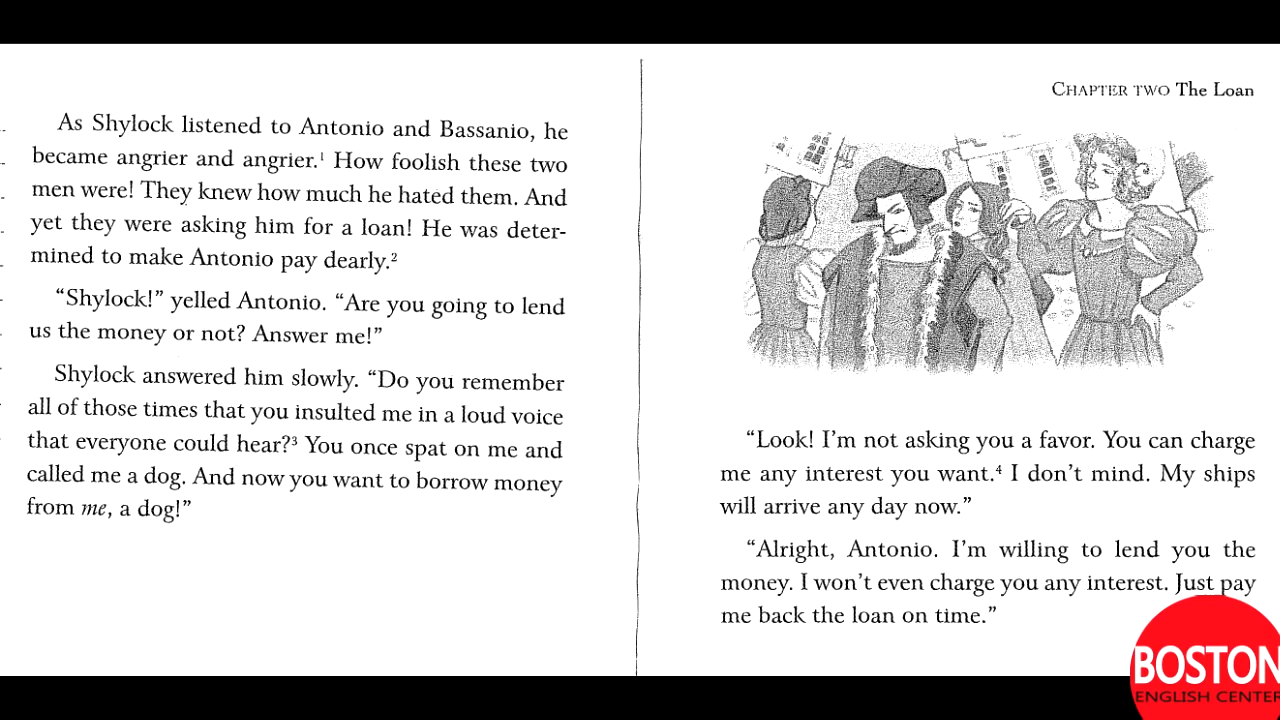 As Shylock listened to Antonio and Bassanio, he
became angrier and angrier.¹ How foolish these two
men were! They knew how much he hated them. And
yet they were asking him for a loan! He was deter-
mined to make Antonio pay dearly.²
“Shylock!” yelled Antonio. “Are you going to lend
us the money or not? Answer me!”
Shylock answered him slowly. “Do you remember
all of those times that you insulted me in a loud voice
that everyone could hear?³ You once spat on me and
called me a dog. And now you want to borrow money
from me, a dog!”
CHAPTER TWO The Loan
“Look! I’m not asking you a favor. You can charge
me any interest you want.⁴ I don’t mind. My ships
will arrive any day now.”
“Alright, Antonio. I’m willing to lend you the
money. I won’t even charge you any interest. Just pay
me back the loan on time.”
BOSTON
ENGLISH CENTER